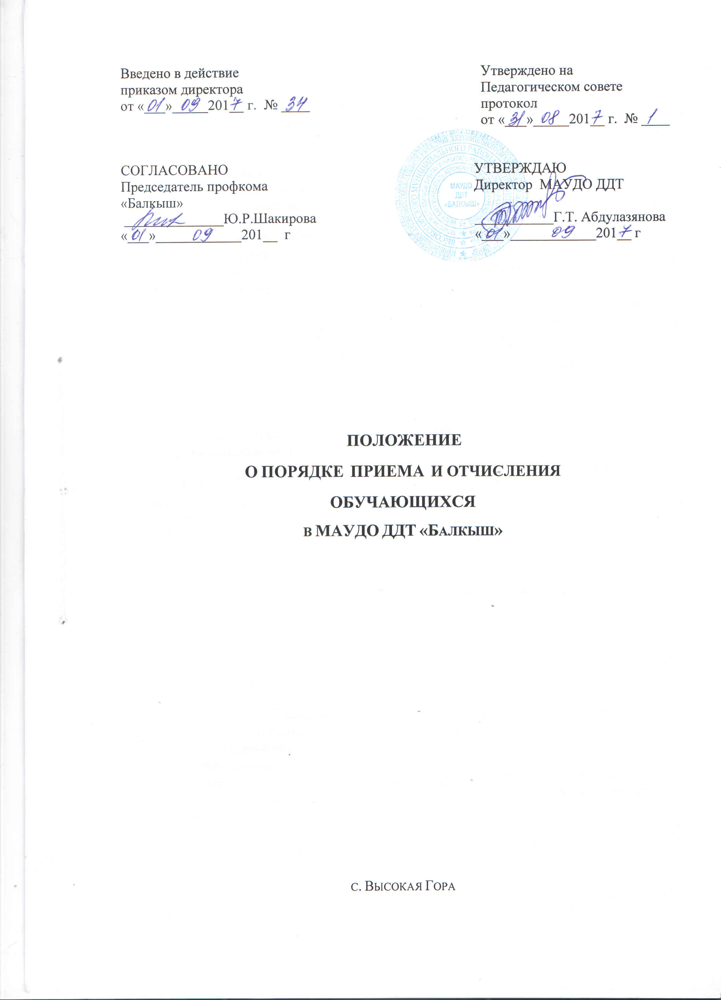 Введено в действие
приказом директора
от «01» 09 2017 г. № 34
Утверждено на
Педагогическом совете
протокол
от «31» 08 2017 г. № 1
СОГЛАСОВАНО
Председатель профкома
«Балкыш»
______________Ю.Р.Шакирова
«01» 09 201__ г
УТВЕРЖДАЮ
Директор МАУДО ДДТ
___________Г.Т. Абдулазянова
«01» 09 2017 г
МАУДО
ДДТ
«БАЛКЫШ»
ПОЛОЖЕНИЕ
О ПОРЯДКЕ ПРИЕМА И ОТЧИСЛЕНИЯ
ОБУЧАЮЩИХСЯ
В МАУДО ДДТ «БАЛКЫШ»
С. ВЫСОКАЯ ГОРА